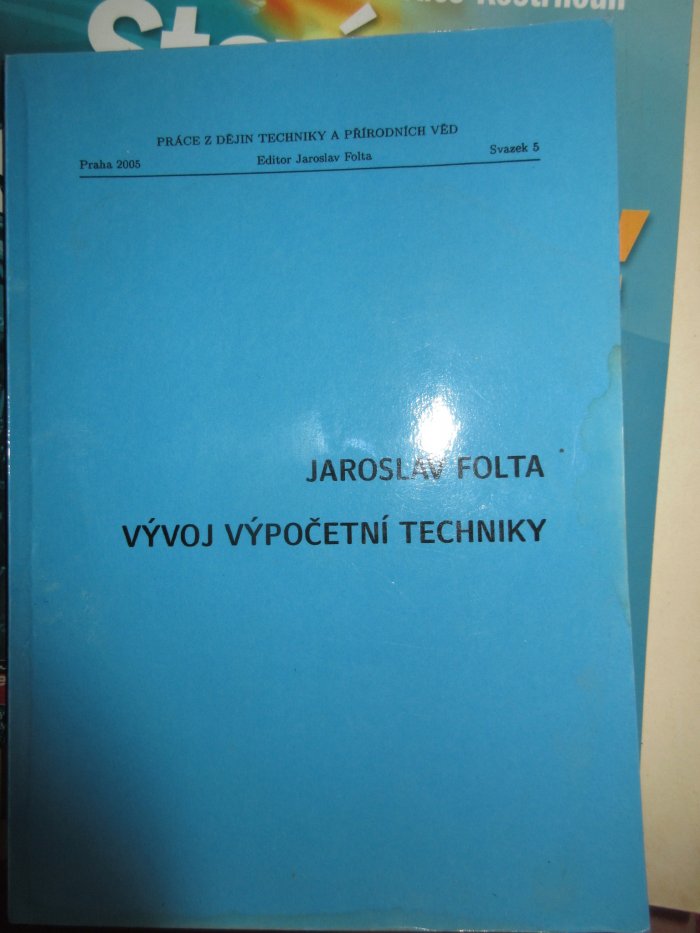 PRÁCE Z DĚJIN TECHNIKY A PŘÍRODNÍCH VĚD
Praha 2005 Editor Jaroslav Folta Svazek 5
JAROSLAV FOLTA
VÝVOJ VÝPOČETNÍ TECHNIKY